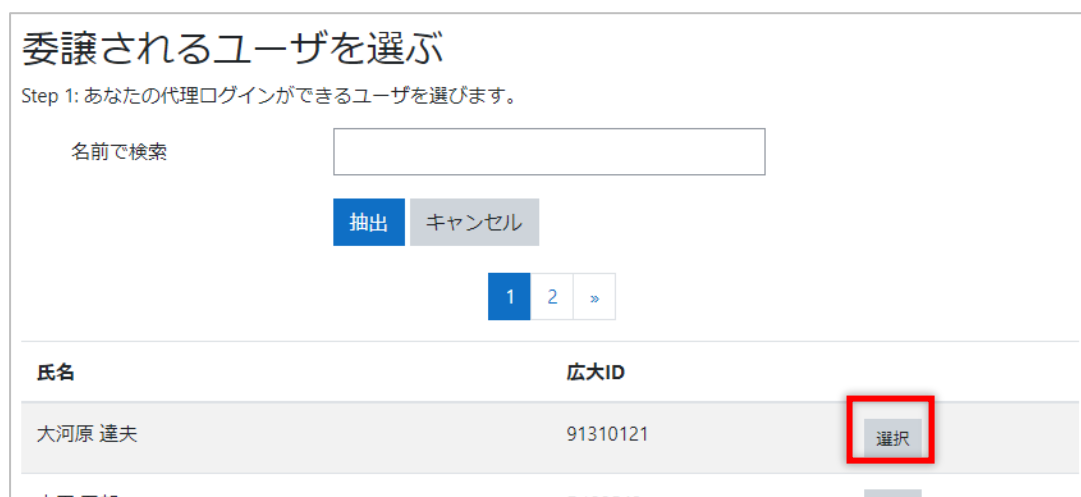 委譲されるユーザを選ぶ
Step 1: あなたの代理ログインができるユーザを選びます。
名前で検索
抽出 キャンセル
1 2 »
氏名 広大ID
大河原 達夫 91310121 選択